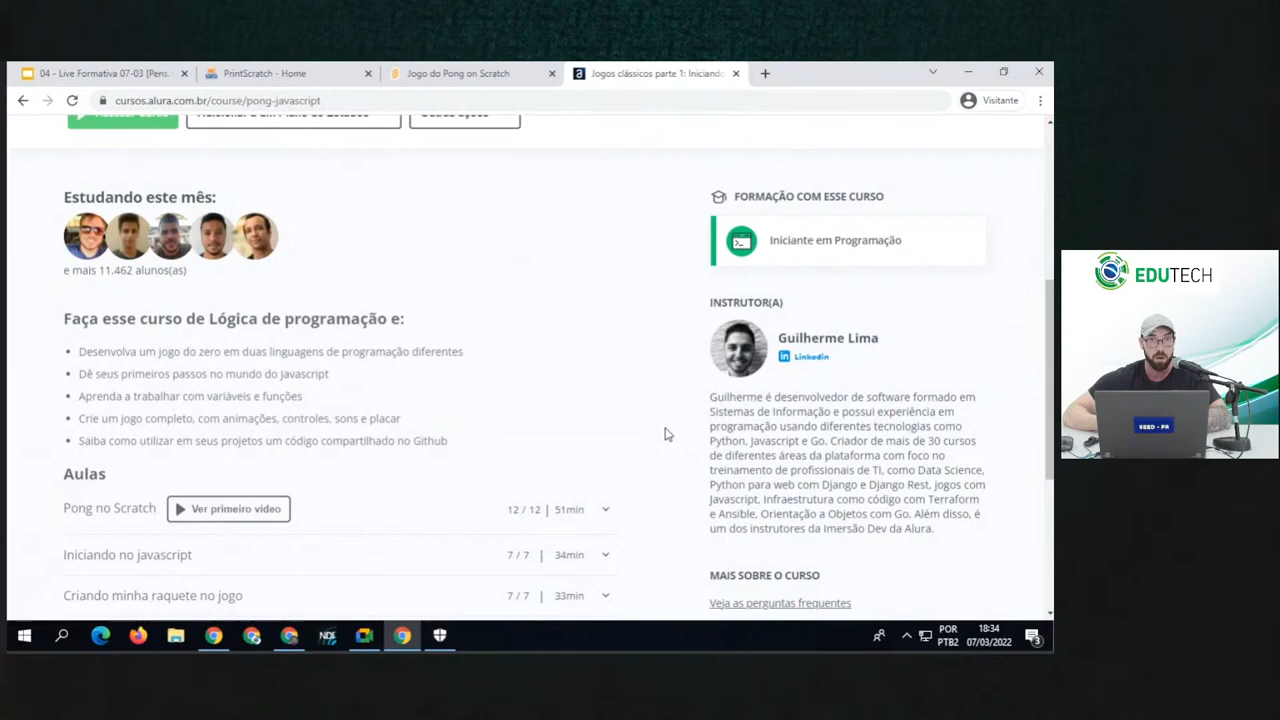 04 - Live Formativa 07-03 [Pens.
PrintScratch - Home
Jogo do Pong on Scratch
Jogos clássicos parte 1: Iniciando
cursos.alura.com.br/course/pong-javascript
Visitante
Estudando este mês:
e mais 11.462 alunos(as)
Faça esse curso de Lógica de programação e:
• Desenvolva um jogo do zero em duas linguagens de programação diferentes
• Dê seus primeiros passos no mundo do Javascript
• Aprenda a trabalhar com variáveis e funções
• Crie um jogo completo, com animações, controles, sons e placar
• Saiba como utilizar em seus projetos um código compartilhado no Github
Aulas
Pong no Scratch Ver primeiro vídeo 12 / 12 | 51min
Iniciando no javascript 7 / 7 | 34min
Criando minha raquete no jogo 7 / 7 | 33min
FORMAÇÃO COM ESSE CURSO
Iniciante em Programação
INSTRUTOR(A)
Guilherme Lima
Linkedin
Guilherme é desenvolvedor de software formado em
Sistemas de Informação e possui experiência em
programação usando diferentes tecnologias como
Python, Javascript e Go. Criador de mais de 30 cursos
de diferentes áreas da plataforma com foco no
treinamento de profissionais de TI, como Data Science,
Python para web com Django e Django Rest, jogos com
Javascript, Infraestrutura como código com Terraform
e Ansible, Orientação a Objetos com Go. Além disso, é
um dos instrutores da Imersão Dev da Alura.
MAIS SOBRE O CURSO
Veja as perguntas frequentes
NDI
POR
PTB2
18:34
07/03/2022
3
EDUTECH
SEED - PR